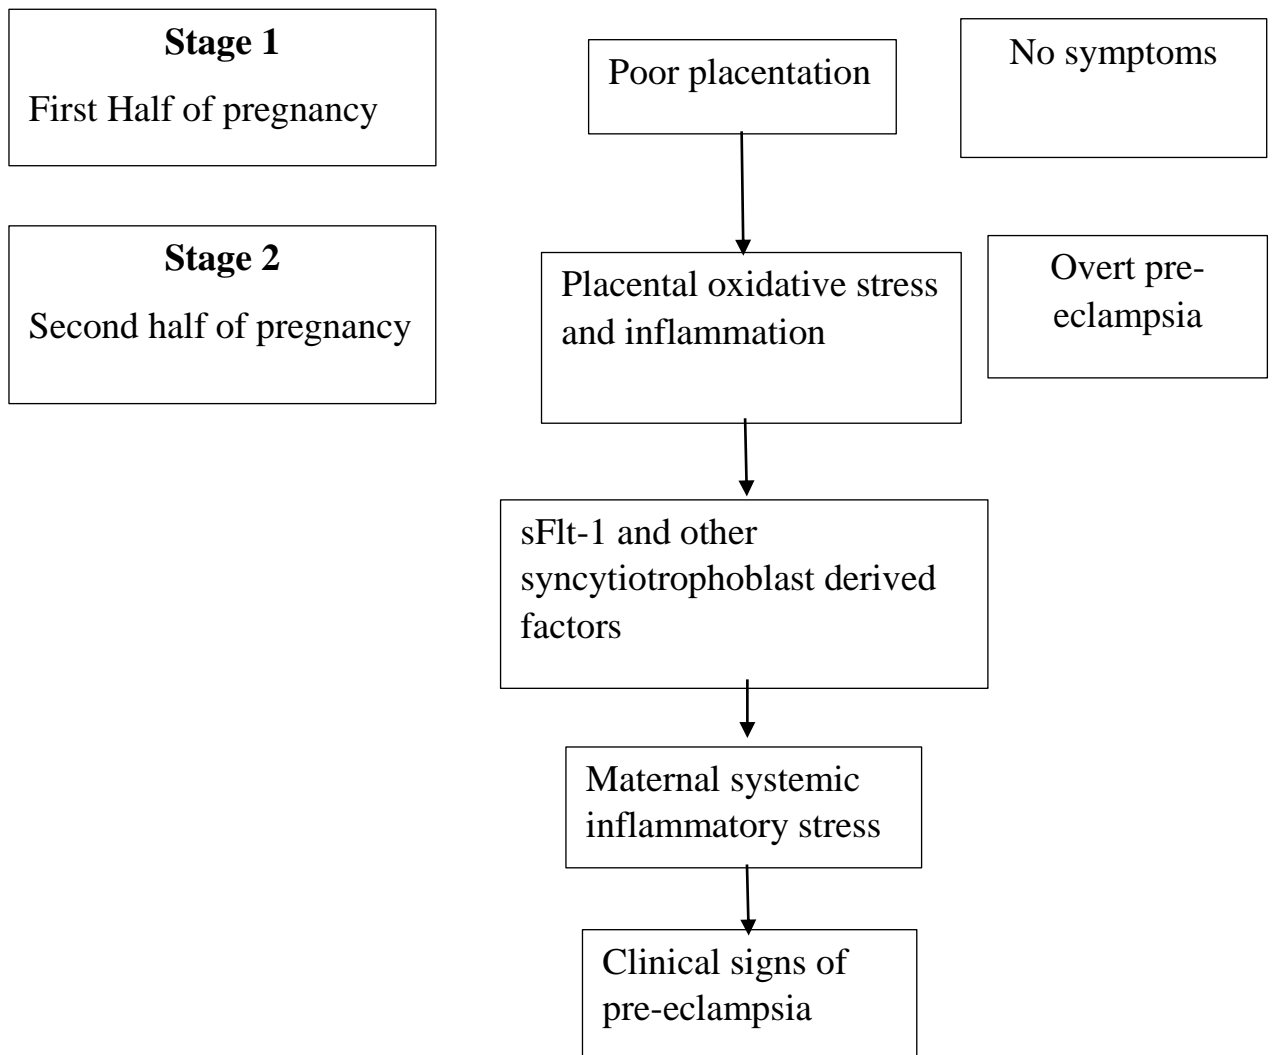 Stage 1
First Half of pregnancy
Poor placentation
No symptoms
Stage 2
Second half of pregnancy
Placental oxidative stress
and inflammation
Overt pre-
eclampsia
sFlt-1 and other
syncytiotrophoblast derived
factors
Maternal systemic
inflammatory stress
Clinical signs of
pre-eclampsia